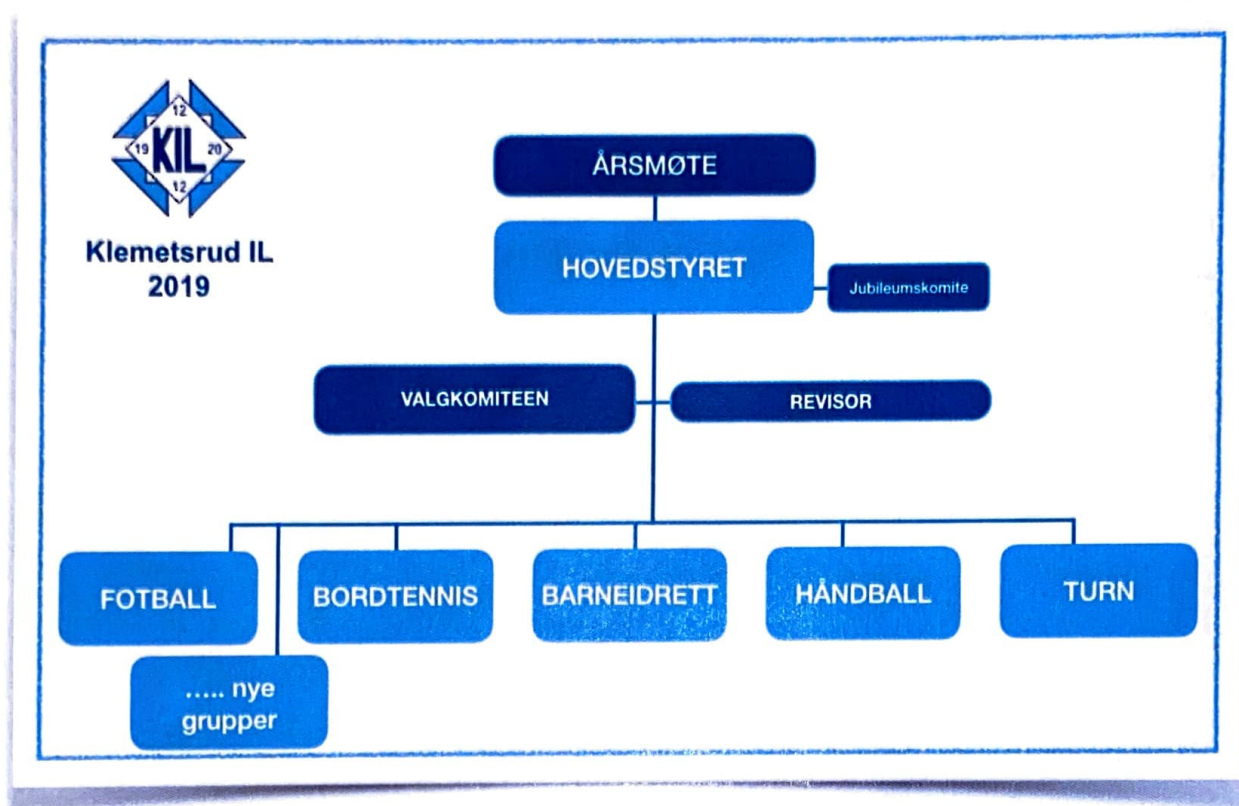 12
19 KIL 20
12
Klemetsrud IL
2019
ÅRSMØTE
HOVEDSTYRET
Jubileumskomite
VALGKOMITEEN
REVISOR
FOTBALL
BORDTENNIS
BARNEIDRETT
HÅNDBALL
TURN
..... nye
grupper